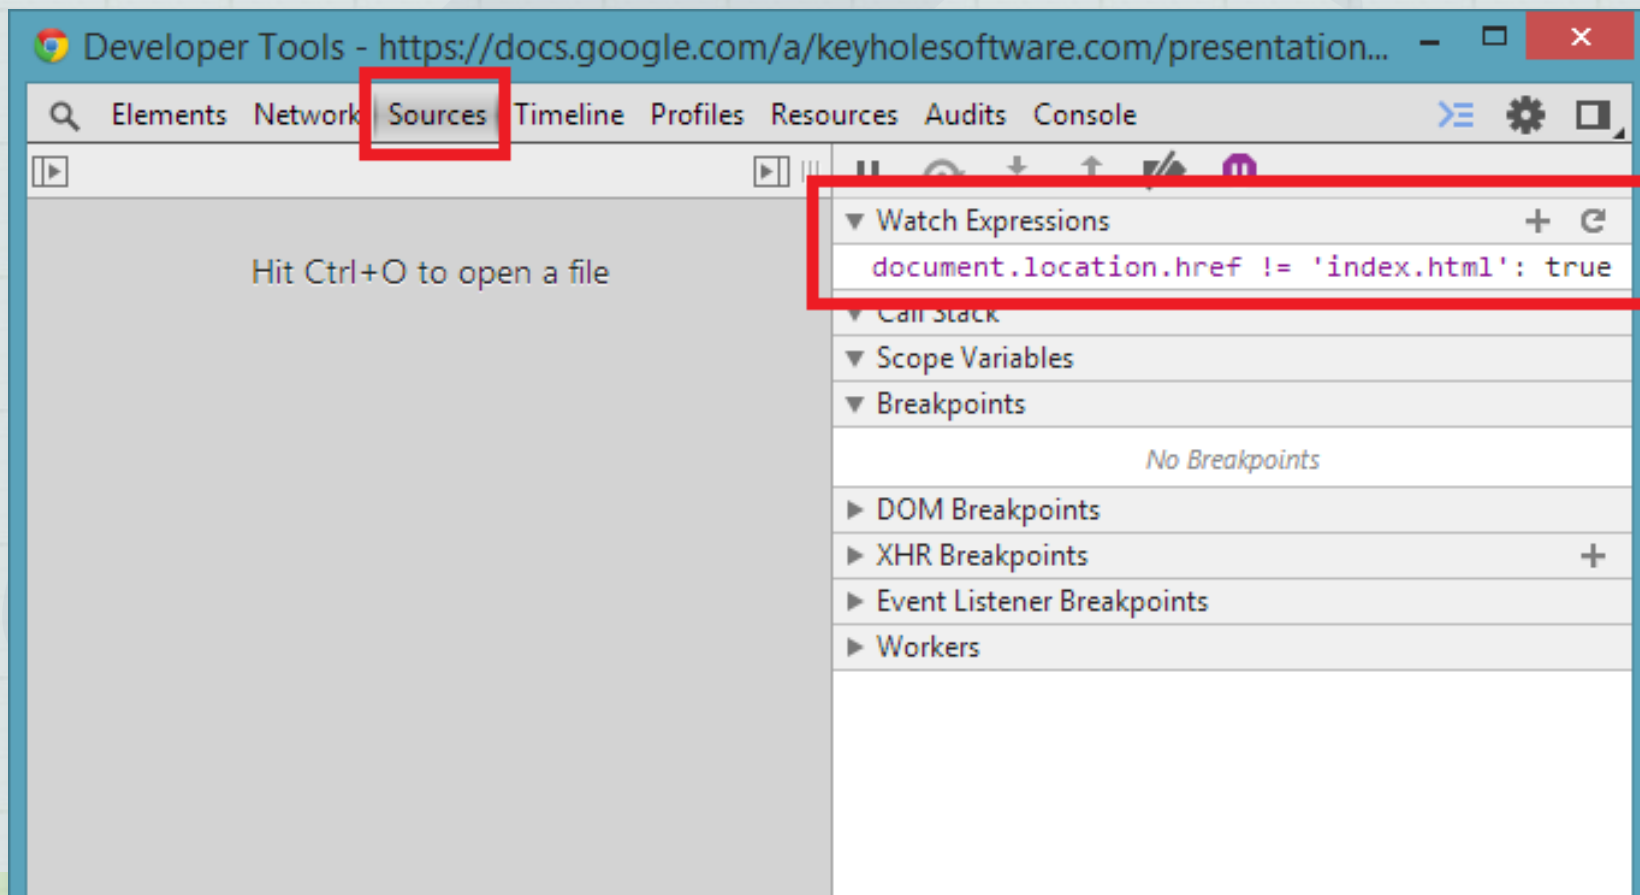 Developer Tools - https://docs.google.com/a/keyholesoftware.com/presentation...
Elements Network Sources Timeline Profiles Resources Audits Console
Hit Ctrl+O to open a file
Watch Expressions
document.location.href != 'index.html': true
Call Stack
Scope Variables
Breakpoints
No Breakpoints
DOM Breakpoints
XHR Breakpoints
Event Listener Breakpoints
Workers